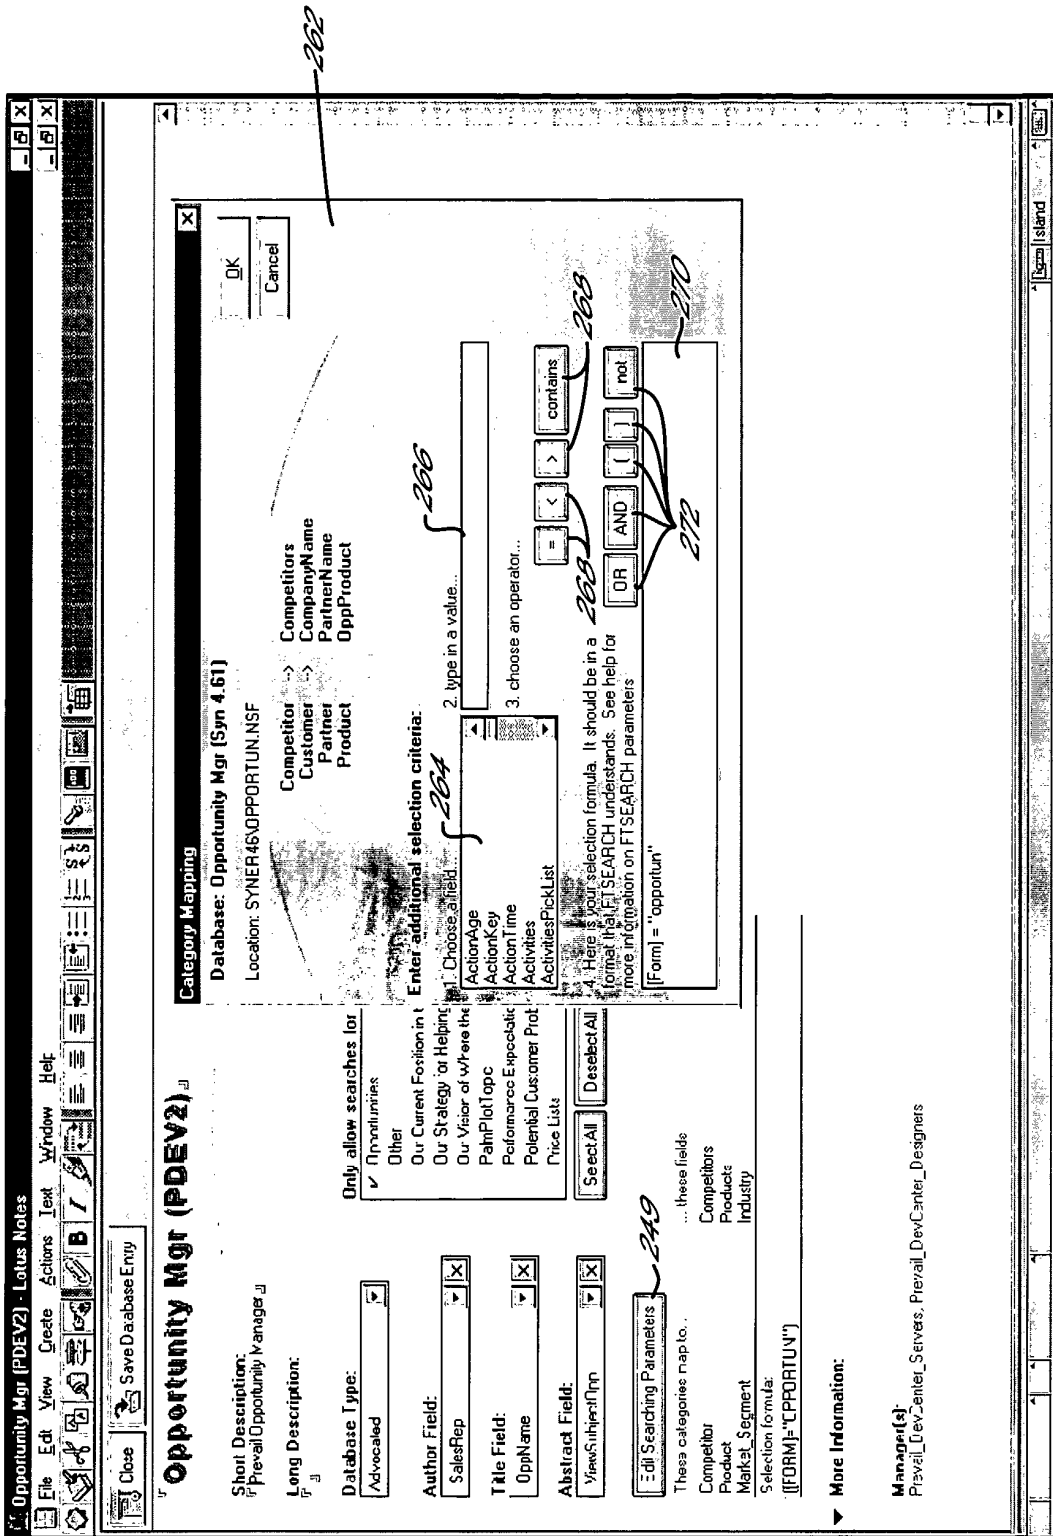 Opportunity Mgr (PDEV2) - Lotus Notes
File Edit View Create Actions Text Window Help
B I
Close Save Database Entry
Opportunity Mgr (PDEV2)
Short Description:
Prevail Opportunity Manager
Long Description:
Database Type:
Advocated
Author Field:
SalesRep
Title Field:
OppName
Abstract Field:
ViewSubjectOpp
Only allow searches for
✓ Opportunities
Other
Our Current Position in t
Our Strategy for Helping
Our Vision of Where the
PainPilotTopc
Performance Expectatic
Potential Customer Prob
Price Lists
Select All Deselect All
Edit Searching Parameters
249
These categories map to... ... these fields
Competitor Competitors
Product Products
Market_Segment Industry
Selection formula:
([FORM]="OPPORTUN")
More Information:
Manager(s):
Prevail_DevCenter_Servers, Prevail_DevCenter_Designers
Category Mapping
262
Database: Opportunity Mgr (Syn 4.61)
OK
Location: SYNER46\OPPORTUN.NSF
Cancel
Competitor --> Competitors
Customer --> CompanyName
Partner PartnerName
Product OppProduct
Enter additional selection criteria:
264
266
1. Choose a field...
2. type in a value...
ActionAge
ActionKey
ActionTime
Activities
ActivitiesPickList
3. choose an operator...
= < > contains
268 268
4. Here is your selection formula. It should be in a
format that FTSEARCH understands. See help for
more information on FTSEARCH parameters
OR AND ( ) not
[Form] = "opportun"
270
272
Island